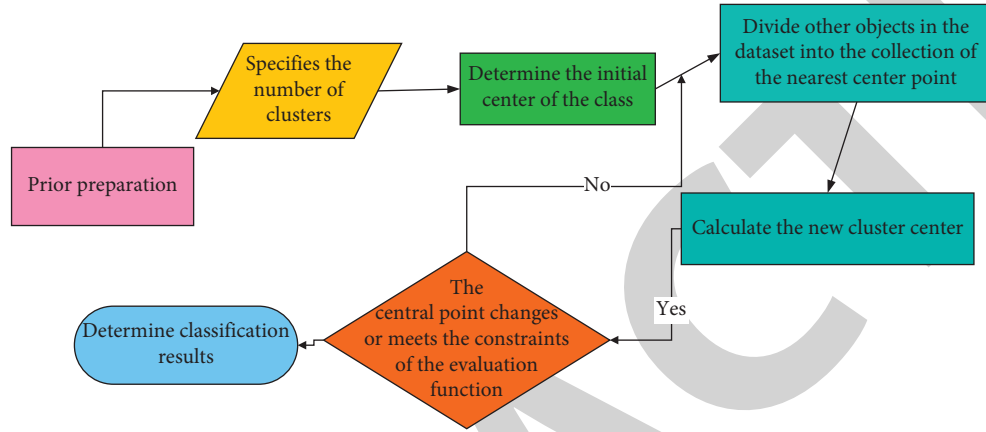 Prior preparation
Specifies the
number of
clusters
Determine the initial
center of the class
Divide other objects in the
dataset into the collection of
the nearest center point
Calculate the new cluster center
No
Yes
The
central point changes
or meets the constraints
of the evaluation
function
Determine classification
results